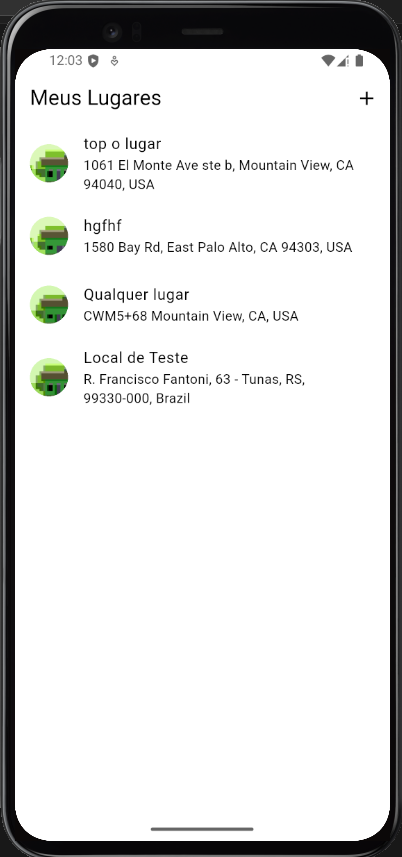 12:03
Meus Lugares
+
top o lugar
1061 El Monte Ave ste b, Mountain View, CA
94040, USA
hgfhf
1580 Bay Rd, East Palo Alto, CA 94303, USA
Qualquer lugar
CWM5+68 Mountain View, CA, USA
Local de Teste
R. Francisco Fantoni, 63 - Tunas, RS,
99330-000, Brazil